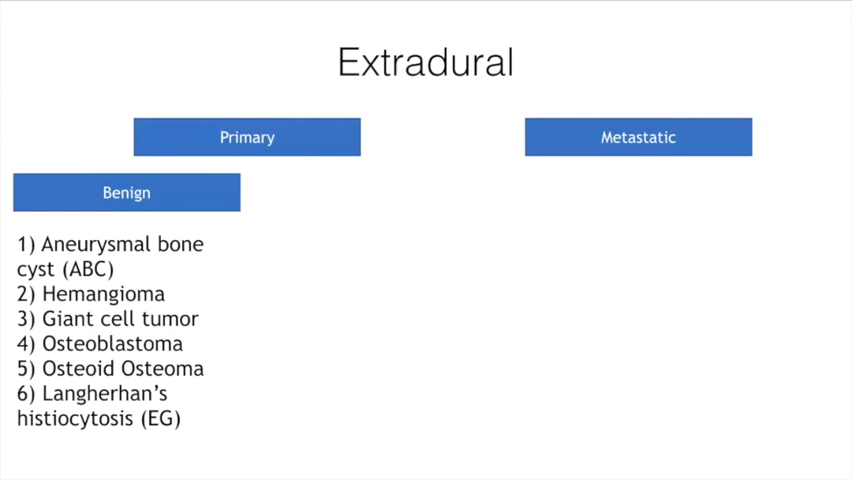 Extradural
Primary
Metastatic
Benign
1) Aneurysmal bone
cyst (ABC)
2) Hemangioma
3) Giant cell tumor
4) Osteoblastoma
5) Osteoid Osteoma
6) Langherhan's
histiocytosis (EG)